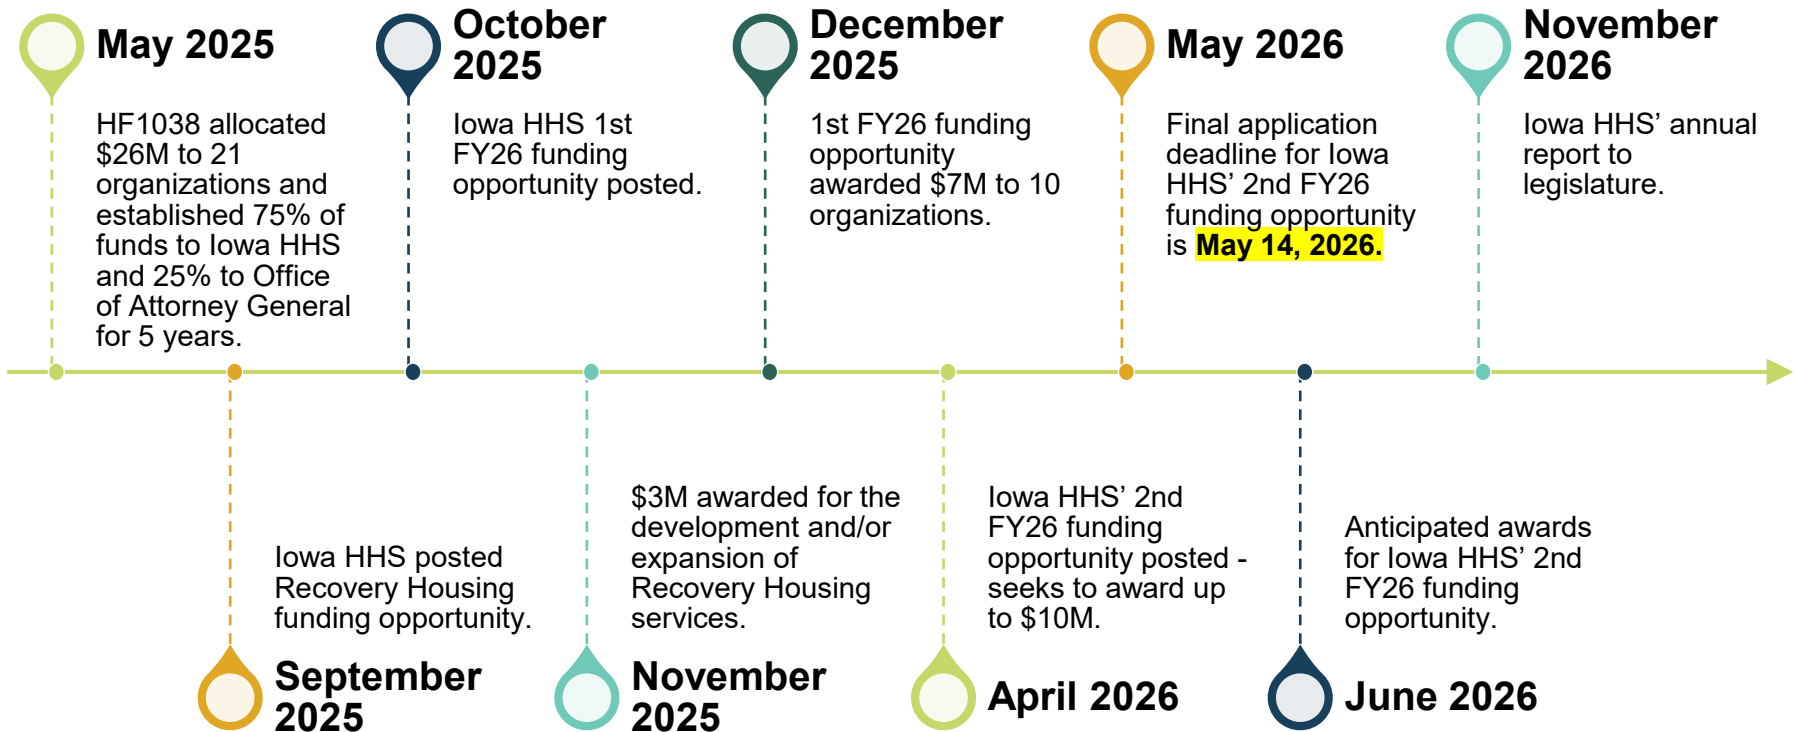 May 2025
HF1038 allocated
$26M to 21
organizations and
established 75% of
funds to Iowa HHS
and 25% to Office
of Attorney General
for 5 years.
Iowa HHS posted
Recovery Housing
funding opportunity.
September
2025
October
2025
Iowa HHS 1st
FY26 funding
opportunity posted.
$3M awarded for the
development and/or
expansion of
Recovery Housing
services.
November
2025
December
2025
1st FY26 funding
opportunity
awarded $7M to 10
organizations.
Iowa HHS’ 2nd
FY26 funding
opportunity posted -
seeks to award up
to $10M.
April 2026
May 2026
Final application
deadline for Iowa
HHS’ 2nd FY26
funding opportunity
is May 14, 2026.
Anticipated awards
for Iowa HHS’ 2nd
FY26 funding
opportunity.
June 2026
November
2026
Iowa HHS’ annual
report to
legislature.